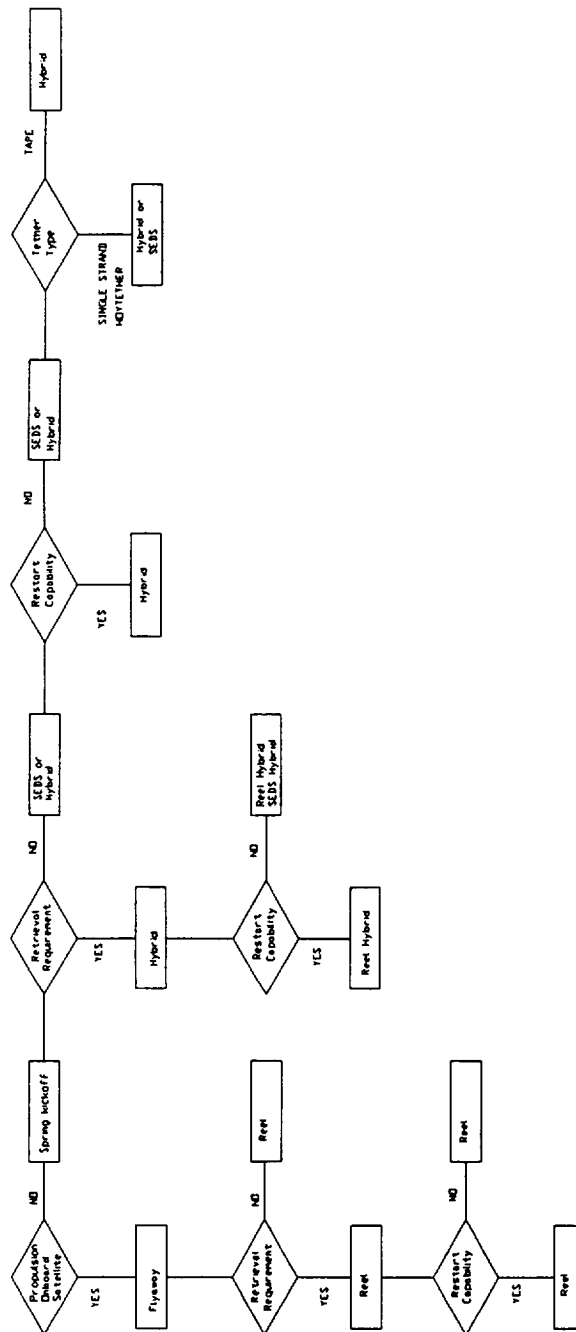 Propulsion
Onboard
Satellite
NO
Spring kickoff
Retrieval
Requirement
NO
SEDS or
Hybrid
Restart
Capability
NO
SEDS or
Hybrid
Tether
Type
TAPE
Hybrid
YES
Flyaway
YES
Hybrid
YES
Hybrid
SINGLE STRAND
HOYTETHER
Hybrid or
SEDS
Retrieval
Requirement
NO
Reel
Restart
Capability
NO
Reel Hybrid
SEDS Hybrid
YES
Reel
YES
Reel Hybrid
Restart
Capability
NO
Reel
YES
Reel